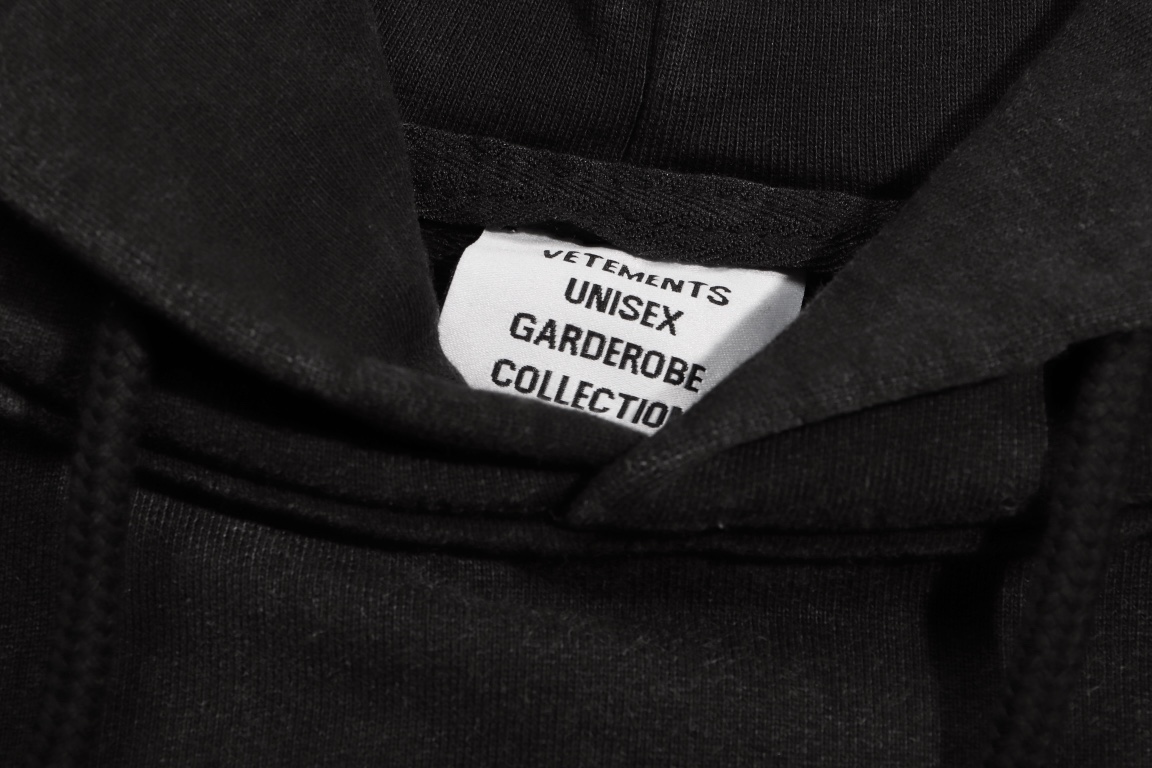 VETEMENTS
UNISEX
GARDEROBE
COLLECTION